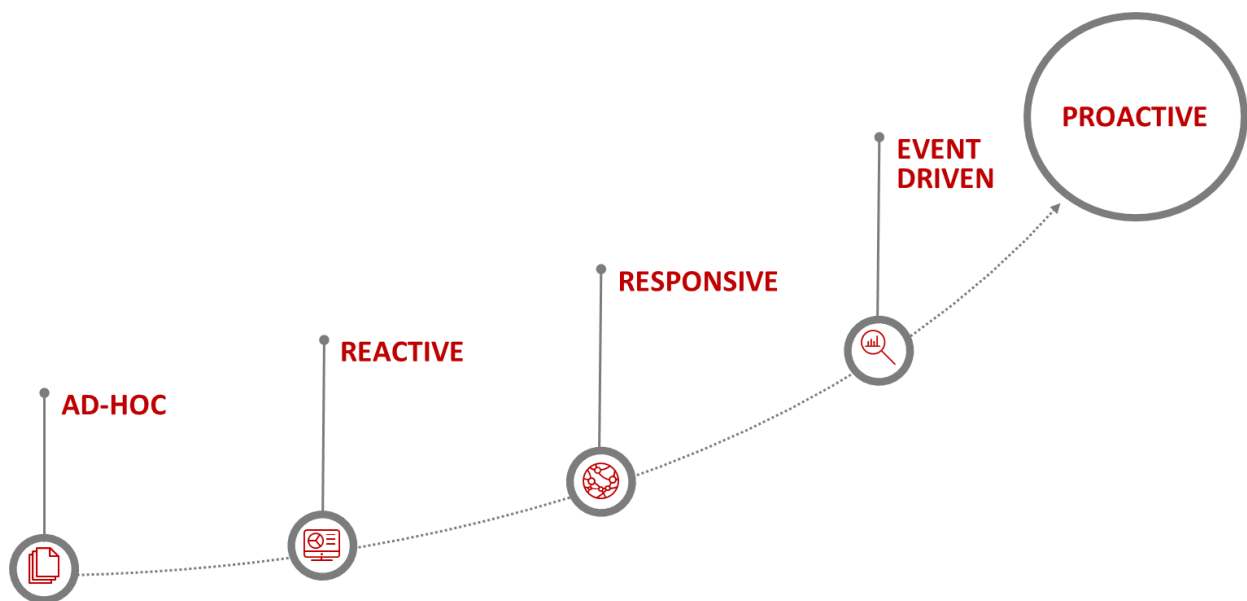 AD-HOC
REACTIVE
RESPONSIVE
EVENT
DRIVEN
PROACTIVE